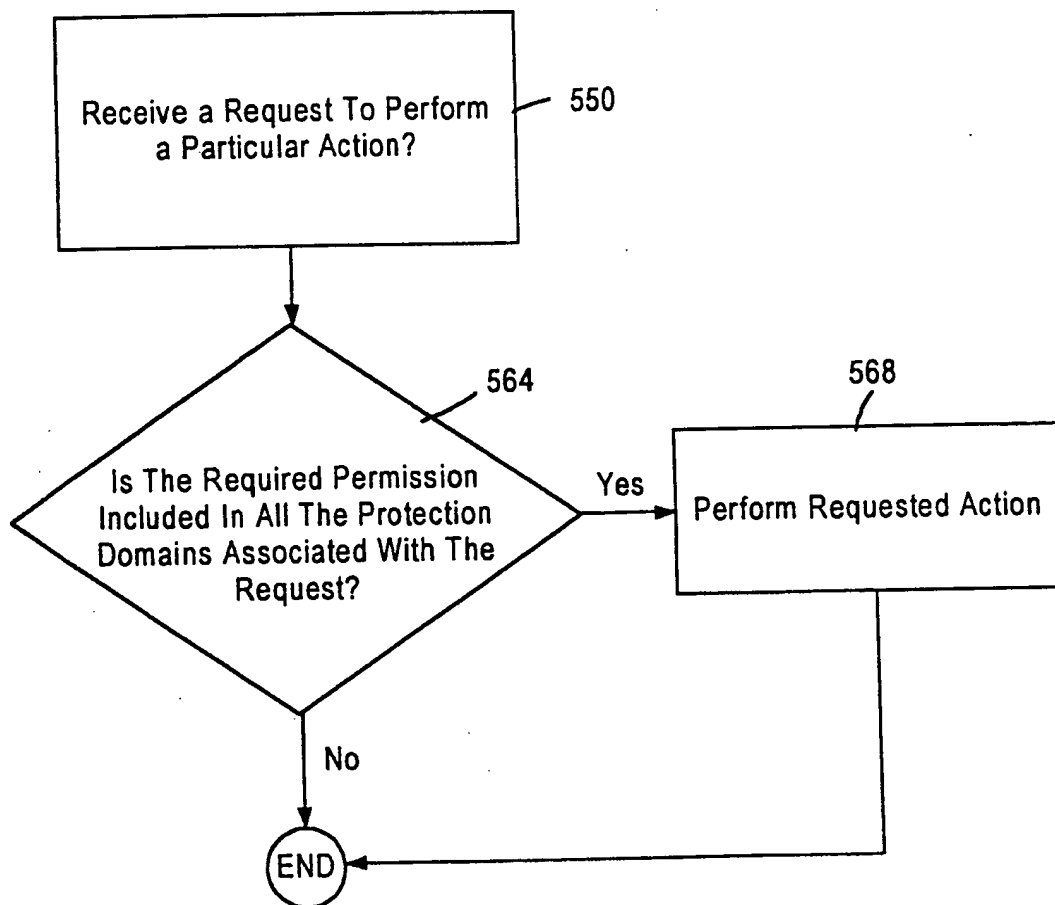 Receive a Request To Perform
a Particular Action?
550
564
Is The Required Permission
Included In All The Protection
Domains Associated With The
Request?
Yes
568
Perform Requested Action
No
END